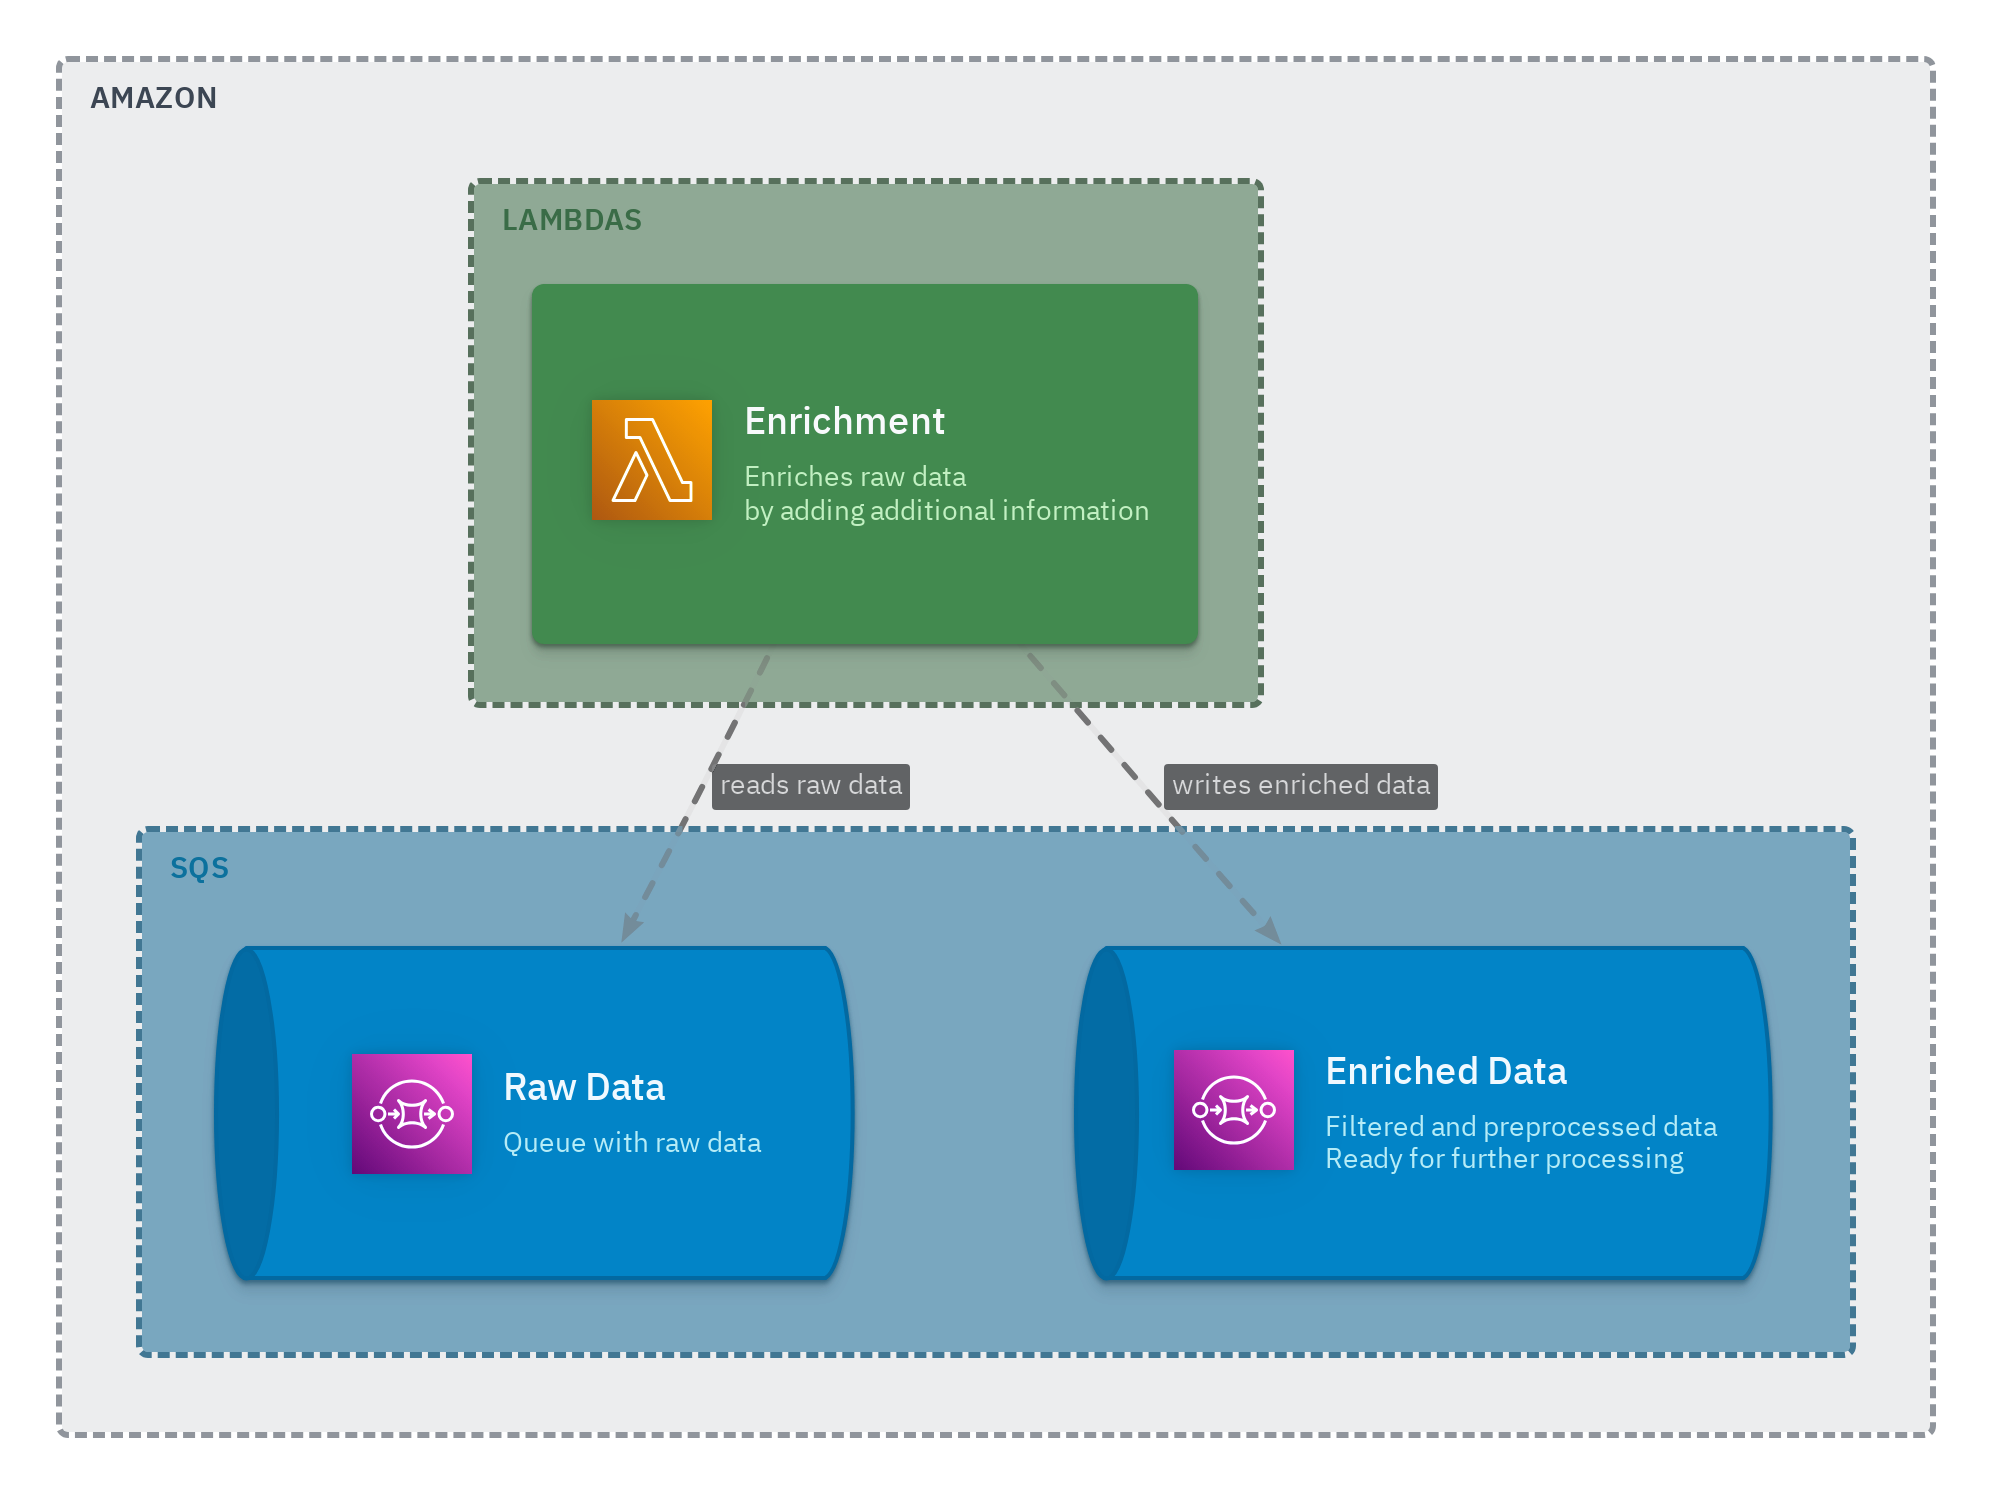 AMAZON
LAMBDAS
Enrichment
Enriches raw data
by adding additional information
reads raw data
writes enriched data
SQS
Raw Data
Queue with raw data
Enriched Data
Filtered and preprocessed data
Ready for further processing